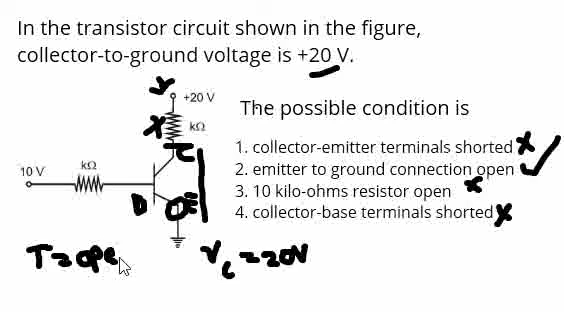 In the transistor circuit shown in the figure,
collector-to-ground voltage is +20 V.
+20 V
The possible condition is
kΩ
1. collector-emitter terminals shorted
10 V
kΩ
2. emitter to ground connection open
3. 10 kilo-ohms resistor open
4. collector-base terminals shorted
T=ope
Vc=20V